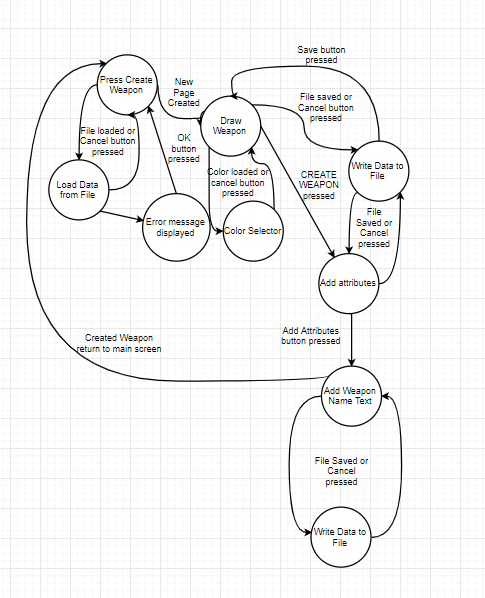 Save button
pressed
Press Create
Weapon
New
Page
Created
File saved or
Cancel button
pressed
Draw
Weapon
File loaded or
Cancel button
pressed
OK
button
pressed
Write Data to
File
Color loaded or
cancel button
pressed
CREATE
WEAPON
pressed
Load Data
from File
Error message
displayed
Color Selector
File
Saved or
Cancel
pressed
Add attributes
Created Weapon
return to main screen
Add Attributes
button pressed
Add Weapon
Name Text
File Saved or
Cancel
pressed
Write Data to
File